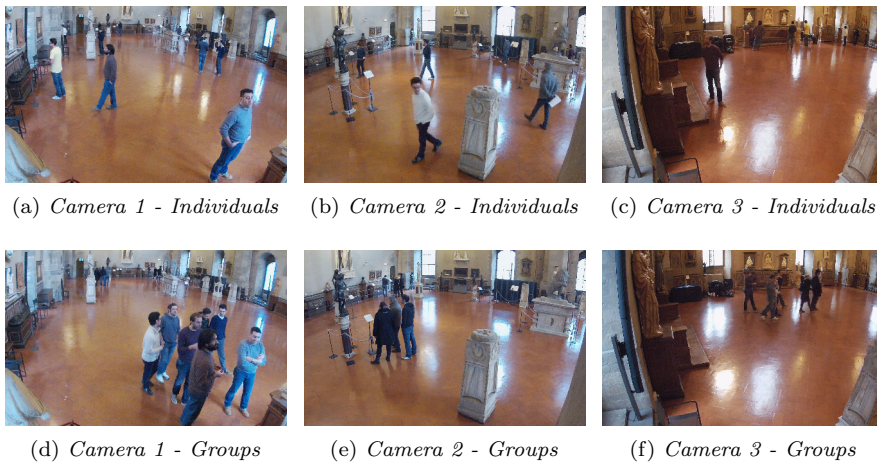 (a) Camera 1 - Individuals
(b) Camera 2 - Individuals
(c) Camera 3 - Individuals
(d) Camera 1 - Groups
(e) Camera 2 - Groups
(f) Camera 3 - Groups